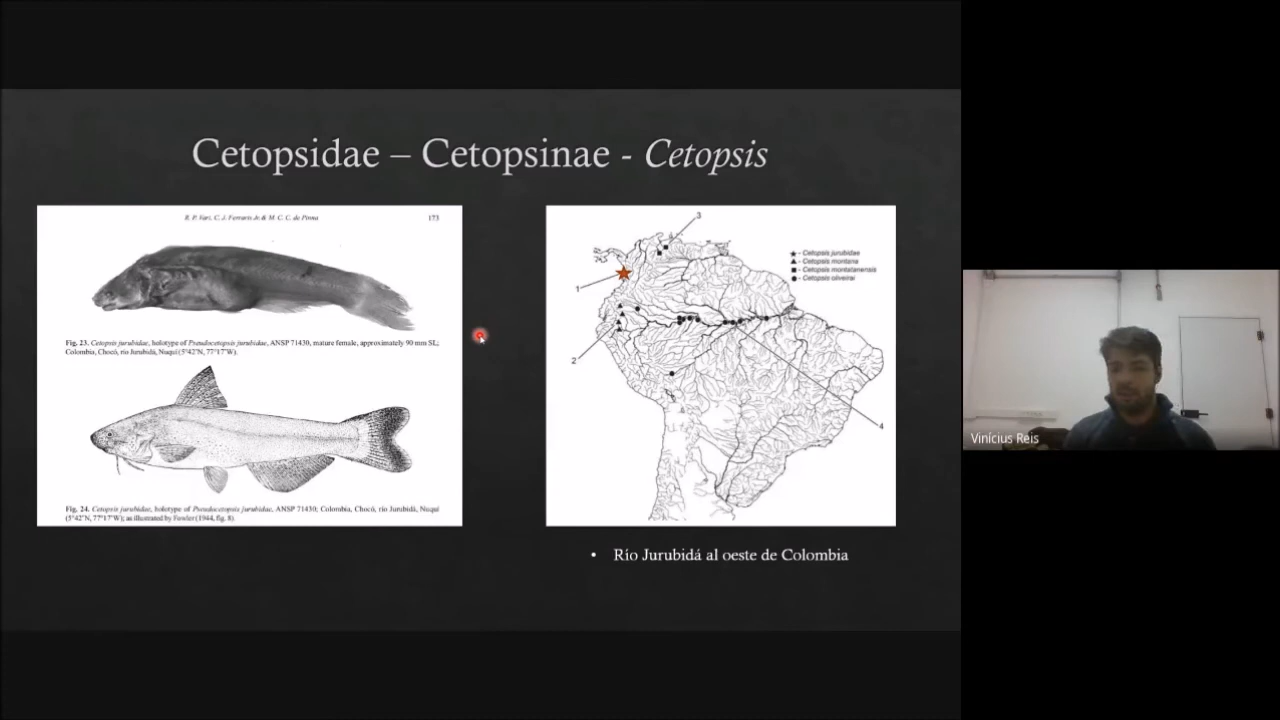 Cetopsidae – Cetopsinae - Cetopsis
R. P. Vari, C. J. Ferraris Jr. & M. C. C. de Pinna
173
Fig. 23. Cetopsis jurubidae, holotype of Pseudocetopsis jurubidae, ANSP 71430, mature female, approximately 90 mm SL;
Colombia, Chocó, río Jurubidá, Nuquí (5°42'N, 77°17'W).
Fig. 24. Cetopsis jurubidae, holotype of Pseudocetopsis jurubidae, ANSP 71430; Colombia, Chocó, río Jurubidá, Nuquí
(5°42'N, 77°17'W); as illustrated by Fowler (1944, fig. 8)
3
- Cetopsis jurubidae
- Cetopsis montana
- Cetopsis motatanensis
- Cetopsis oliveirai
1
2
4
• Río Jurubidá al oeste de Colombia
Vinícius Reis